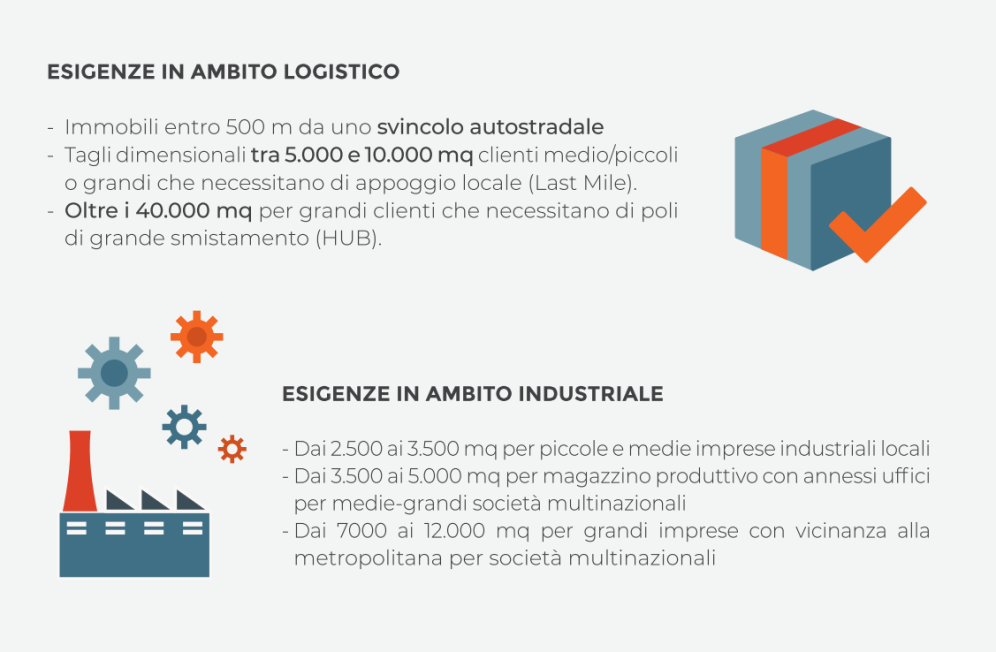 ESIGENZE IN AMBITO LOGISTICO
- Immobili entro 500 m da uno svincolo autostradale
- Tagli dimensionali tra 5.000 e 10.000 mq clienti medio/piccoli
o grandi che necessitano di appoggio locale (Last Mile).
- Oltre i 40.000 mq per grandi clienti che necessitano di poli
di grande smistamento (HUB).
ESIGENZE IN AMBITO INDUSTRIALE
- Dai 2.500 ai 3.500 mq per piccole e medie imprese industriali locali
- Dai 3.500 ai 5.000 mq per magazzino produttivo con annessi uffici
per medie-grandi società multinazionali
- Dai 7000 ai 12.000 mq per grandi imprese con vicinanza alla
metropolitana per società multinazionali